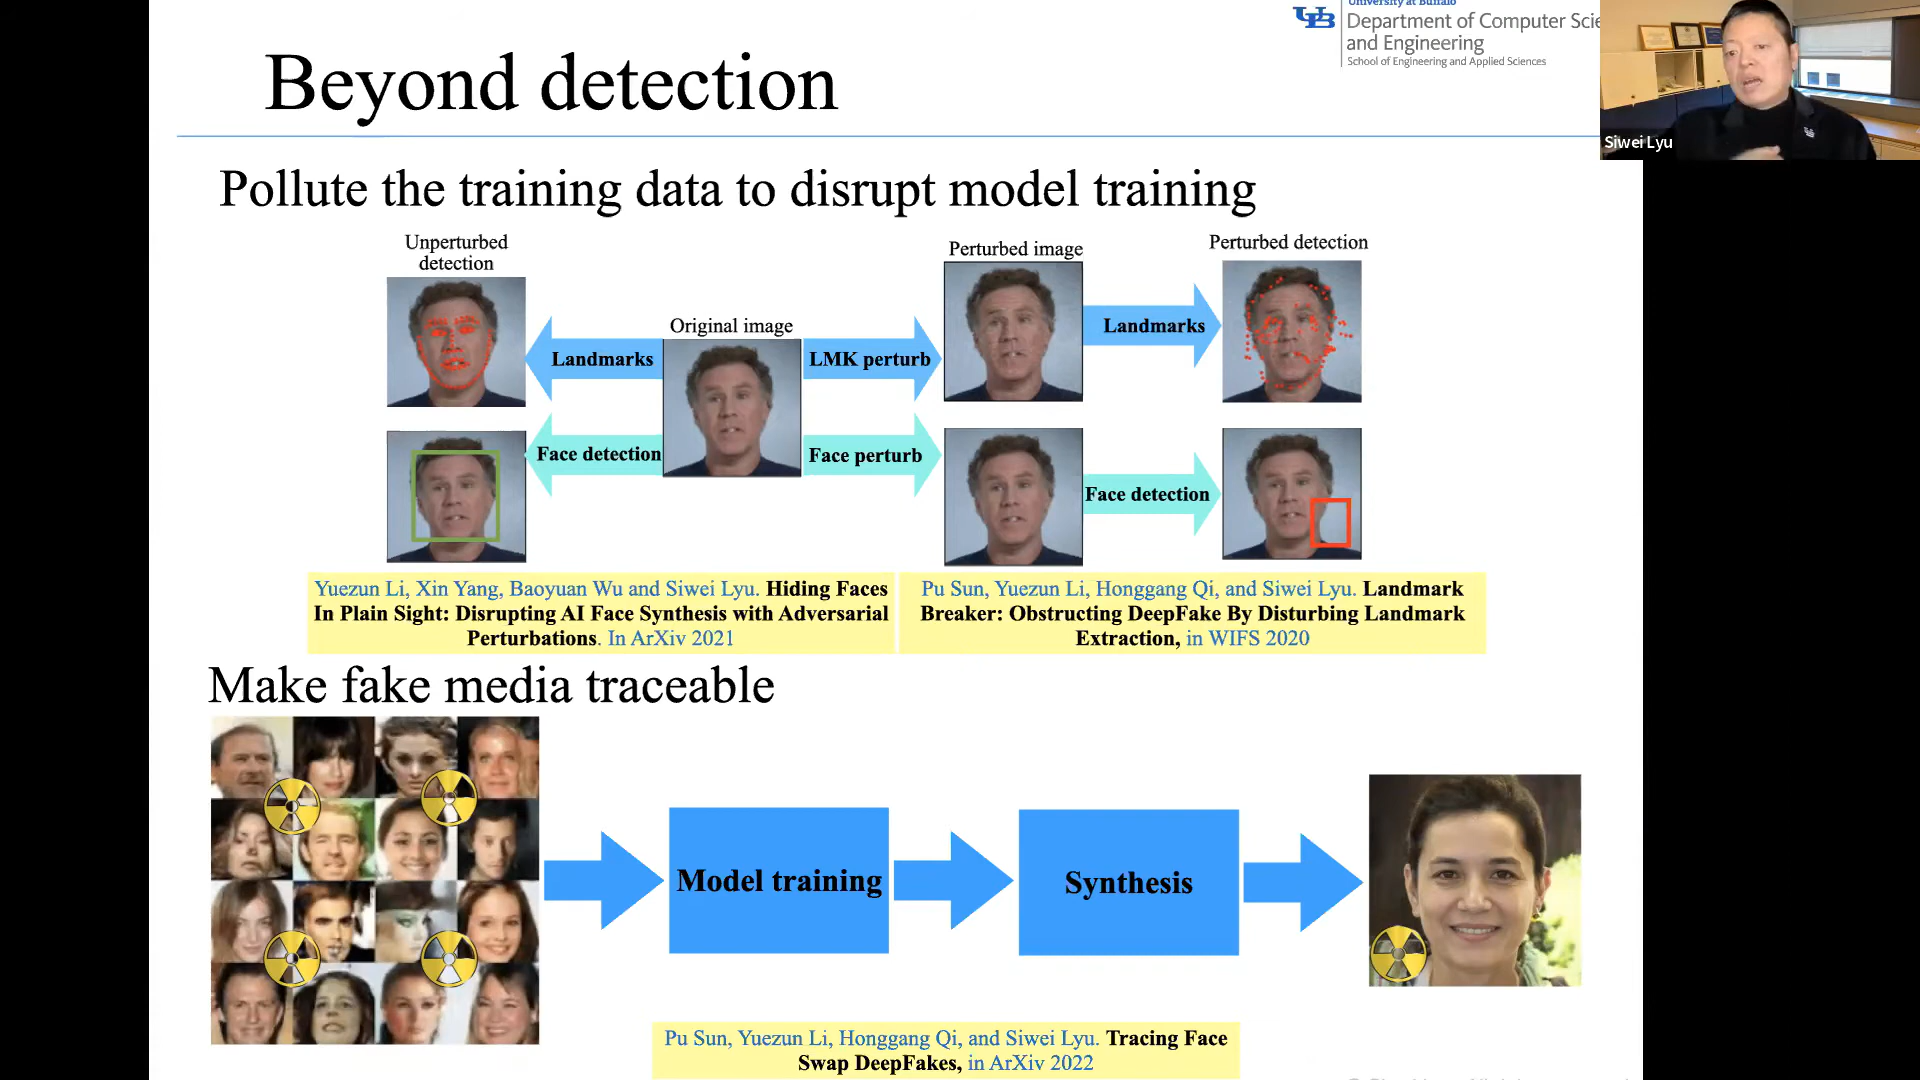 University at Buffalo
Department of Computer Scie
and Engineering
School of Engineering and Applied Sciences
Siwei Lyu
Beyond detection
Pollute the training data to disrupt model training
Unperturbed
detection
Original image
Perturbed image
Perturbed detection
Landmarks
LMK perturb
Landmarks
Face detection
Face perturb
Face detection
Yuezun Li, Xin Yang, Baoyuan Wu and Siwei Lyu. Hiding Faces
In Plain Sight: Disrupting AI Face Synthesis with Adversarial
Perturbations. In ArXiv 2021
Pu Sun, Yuezun Li, Honggang Qi, and Siwei Lyu. Landmark
Breaker: Obstructing DeepFake By Disturbing Landmark
Extraction, in WIFS 2020
Make fake media traceable
Model training
Synthesis
Pu Sun, Yuezun Li, Honggang Qi, and Siwei Lyu. Tracing Face
Swap DeepFakes, in ArXiv 2022